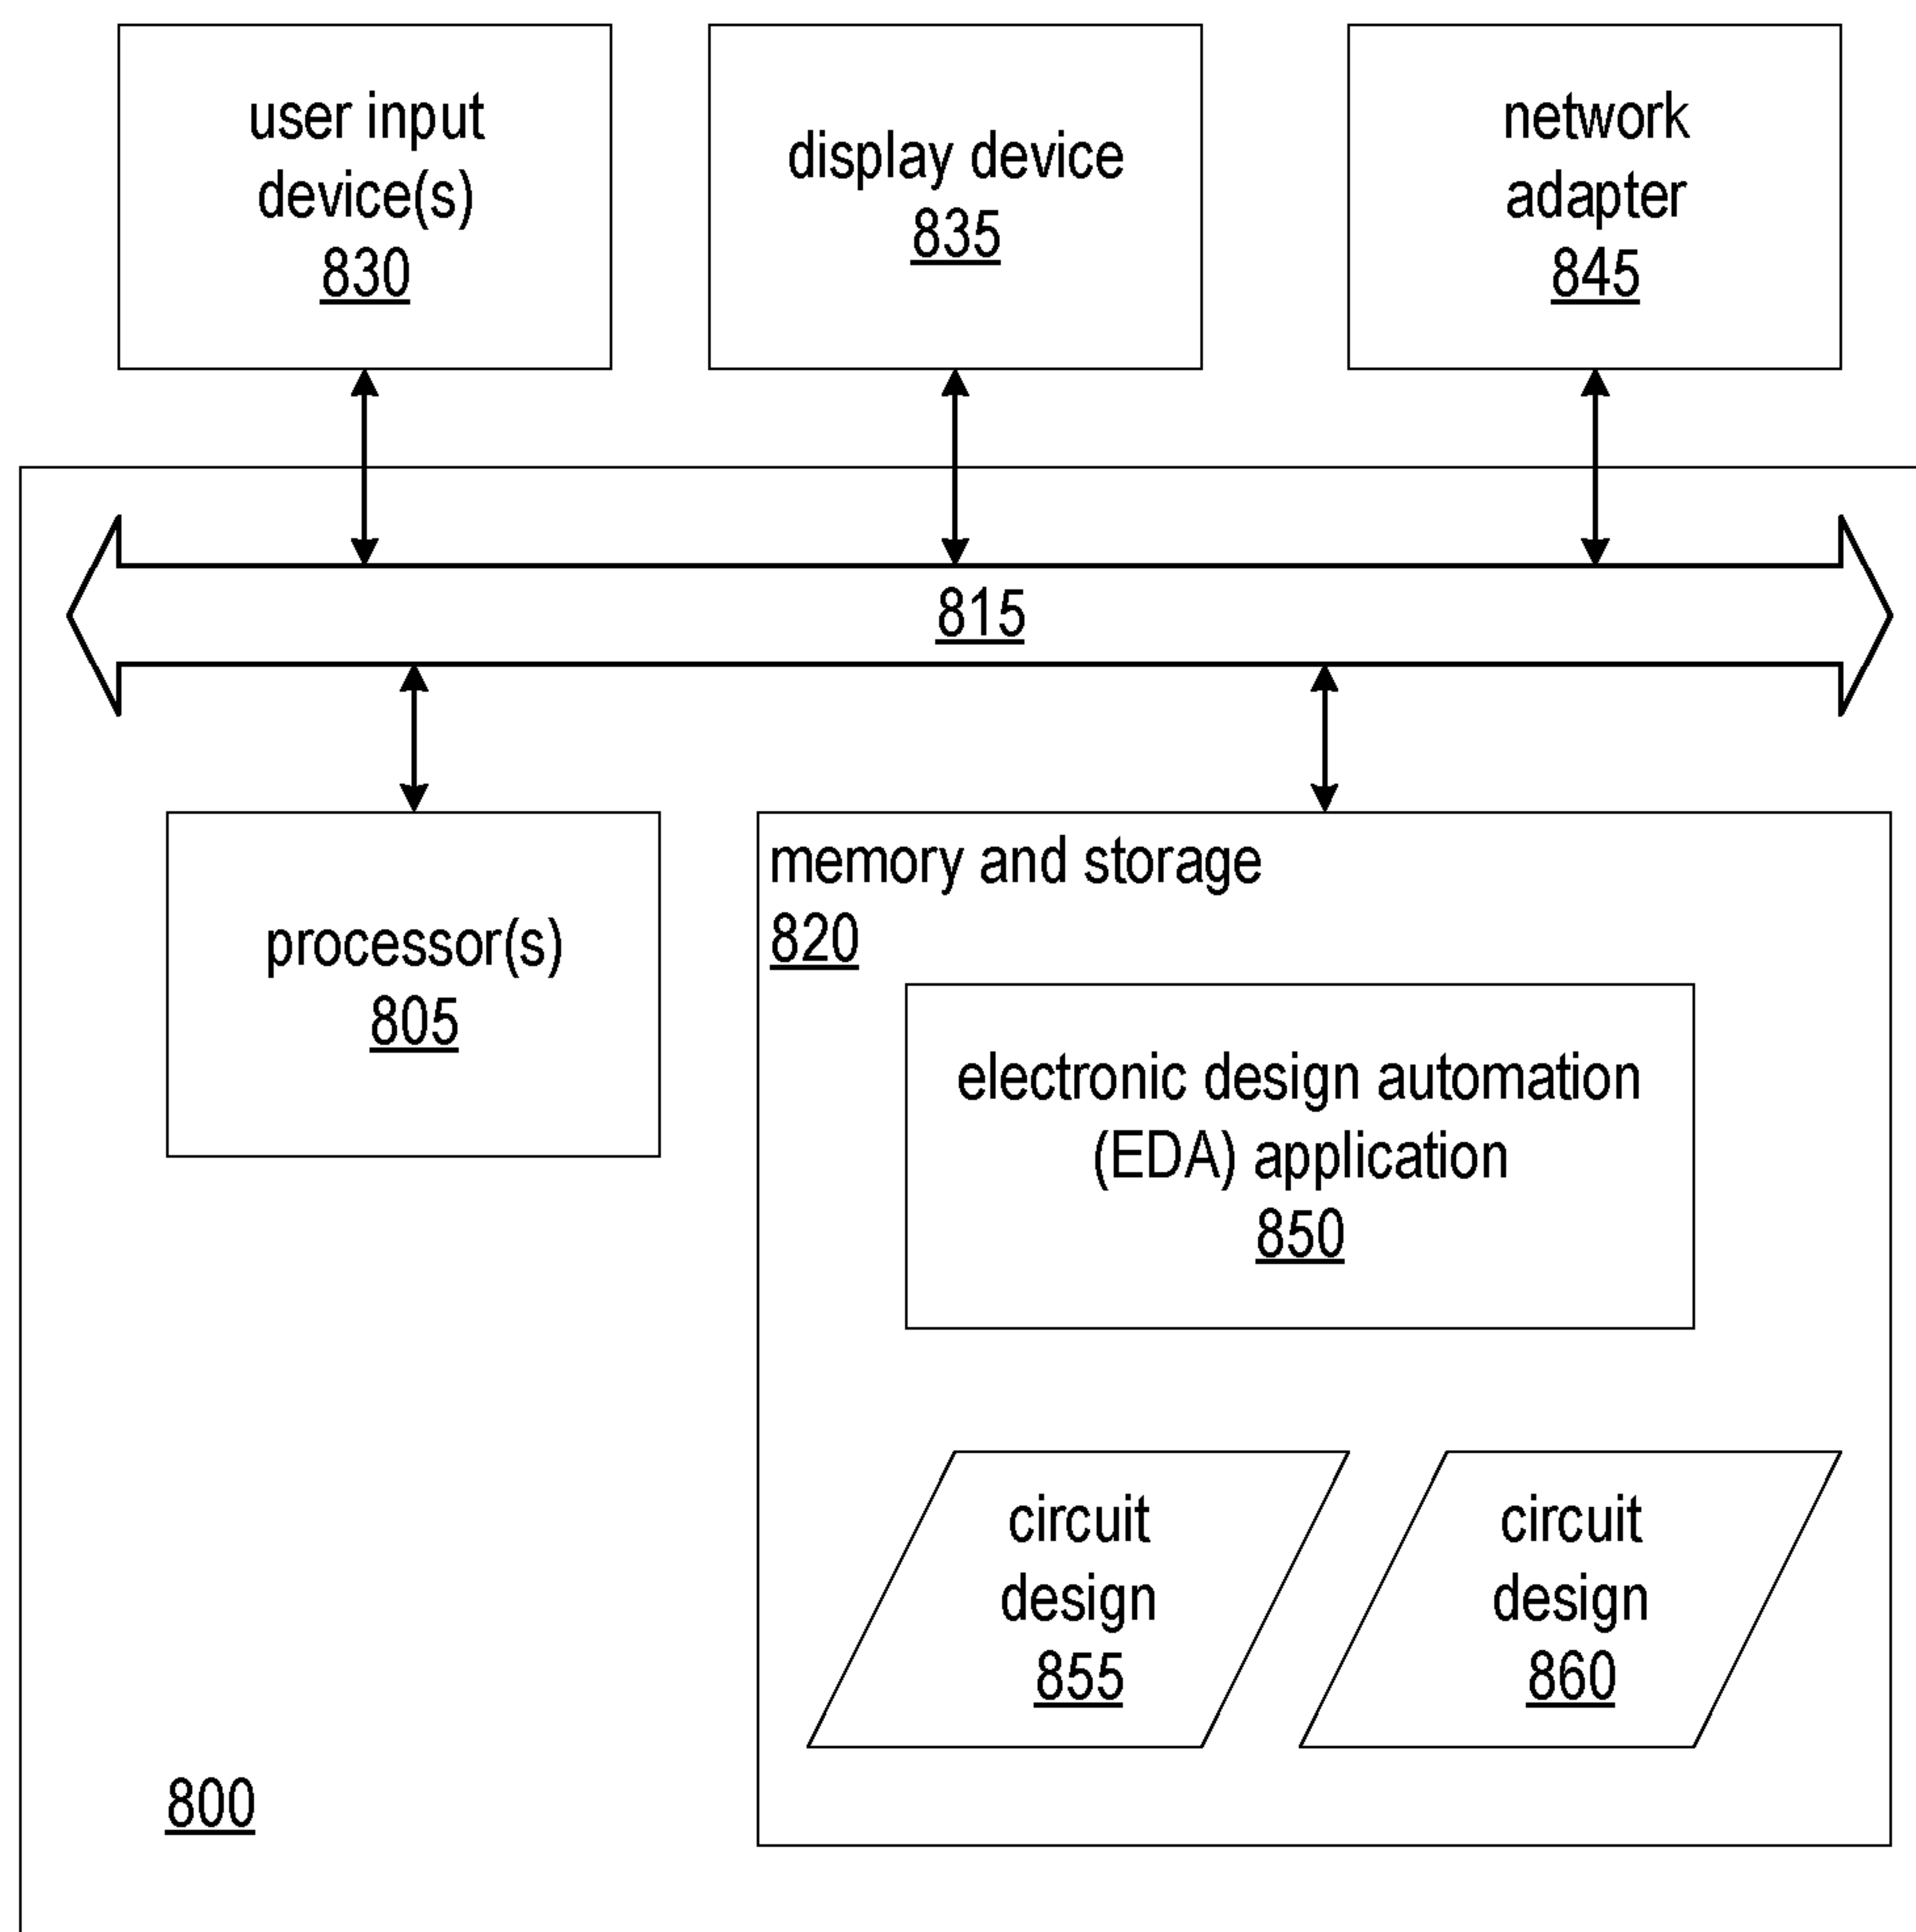 user input
device(s)
830
display device
835
network
adapter
845
815
processor(s)
805
memory and storage
820
electronic design automation
(EDA) application
850
circuit
design
855
circuit
design
860
800